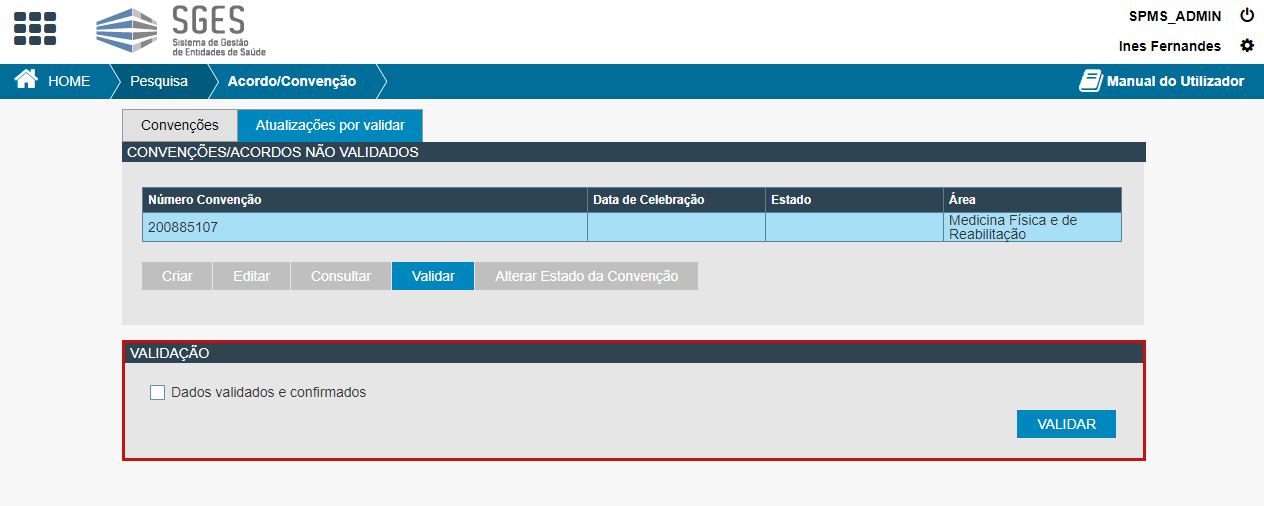 SGES
Sistema de Gestão
de Entidades de Saúde
SPMS_ADMIN
Ines Fernandes
HOME
Pesquisa
Acordo/Convenção
Manual do Utilizador
Convenções
Atualizações por validar
CONVENÇÕES/ACORDOS NÃO VALIDADOS
Número Convenção
Data de Celebração
Estado
Área
200885107
Medicina Física e de
Reabilitação
Criar
Editar
Consultar
Validar
Alterar Estado da Convenção
VALIDAÇÃO
Dados validados e confirmados
VALIDAR